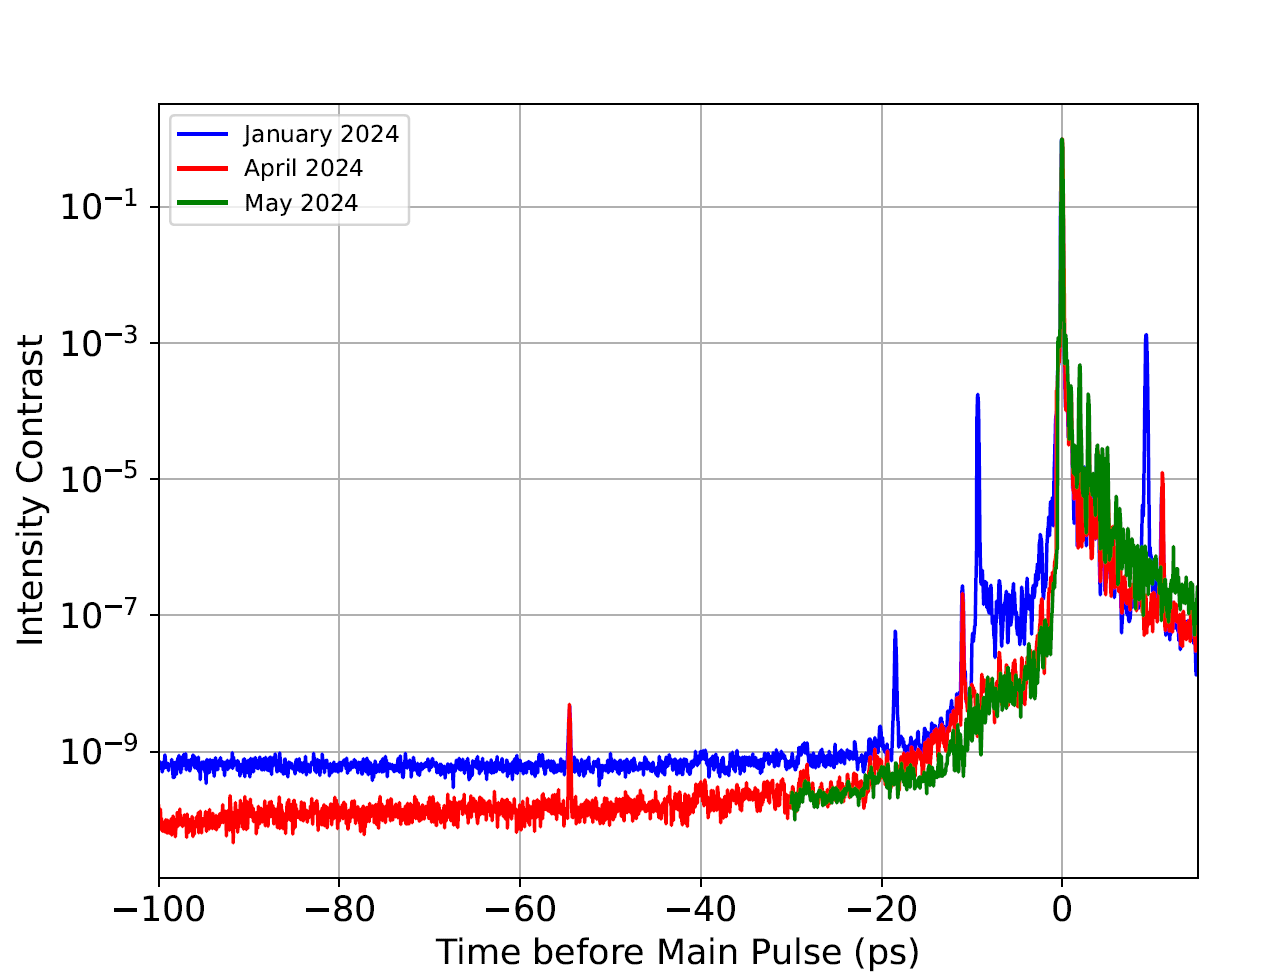 January 2024
April 2024
May 2024
10⁻¹
10⁻³
10⁻⁵
10⁻⁷
10⁻⁹
Intensity Contrast
−100 −80 −60 −40 −20 0
Time before Main Pulse (ps)